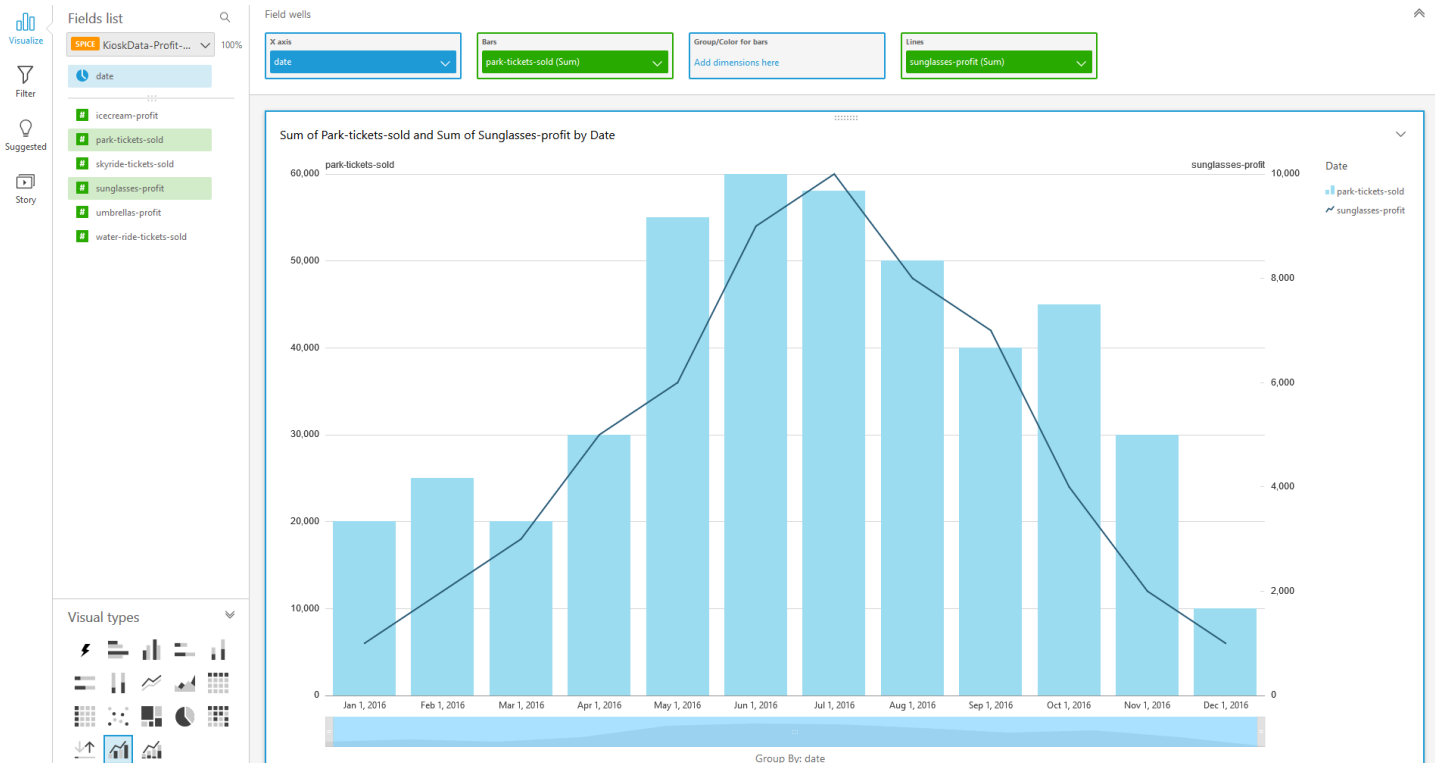 Visualize
Filter
Suggested
Story
Fields list
SPICE KioskData-Profit-... 100%
date
# icecream-profit
# park-tickets-sold
# skyride-tickets-sold
# sunglasses-profit
# umbrellas-profit
# water-ride-tickets-sold
Visual types
Field wells
X axis
date
Bars
park-tickets-sold (Sum)
Group/Color for bars
Add dimensions here
Lines
sunglasses-profit (Sum)
Sum of Park-tickets-sold and Sum of Sunglasses-profit by Date
park-tickets-sold
60,000
50,000
40,000
30,000
20,000
10,000
0
sunglasses-profit
10,000
8,000
6,000
4,000
2,000
0
Jan 1, 2016 Feb 1, 2016 Mar 1, 2016 Apr 1, 2016 May 1, 2016 Jun 1, 2016 Jul 1, 2016 Aug 1, 2016 Sep 1, 2016 Oct 1, 2016 Nov 1, 2016 Dec 1, 2016
Group By: date
Date
park-tickets-sold
sunglasses-profit